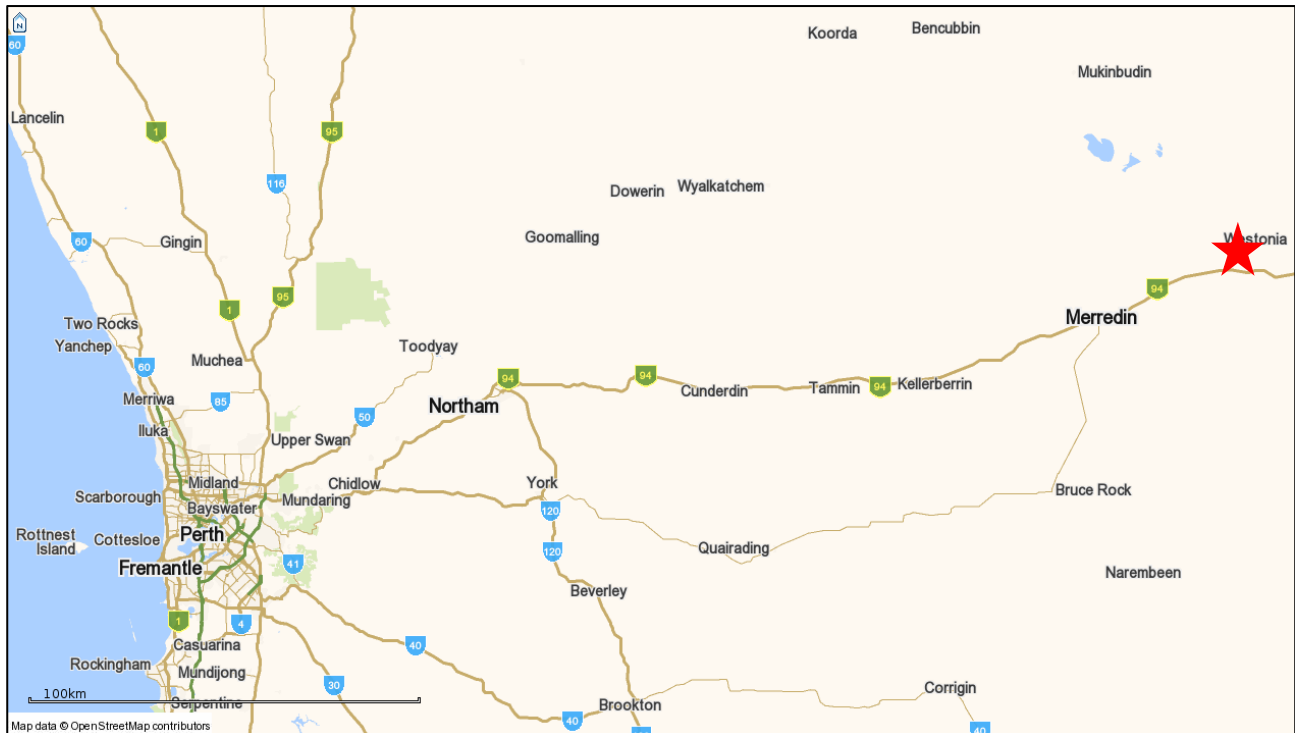 N
60
Koorda
Bencubbin
Mukinbudin
Lancelin
1
95
116
Dowerin
Wyalkatchem
Goomalling
60
Gingin
Westonia
95
1
94
Two Rocks
Merredin
Yanchep
Toodyay
Muchea
60
94
94
94
Cunderdin
Tammin
Kellerberrin
Merriwa
85
Northam
50
Iluka
Upper Swan
Midland
Chidlow
York
Scarborough
Mundaring
Bruce Rock
Bayswater
120
Rottnest
Island
Cottesloe
Perth
Quairading
120
Fremantle
41
Narembeen
Beverley
1
4
Casuarina
40
Rockingham
Mundijong
30
Corrigin
100km
Serpentine
Brookton
40
40
Map data © OpenStreetMap contributors